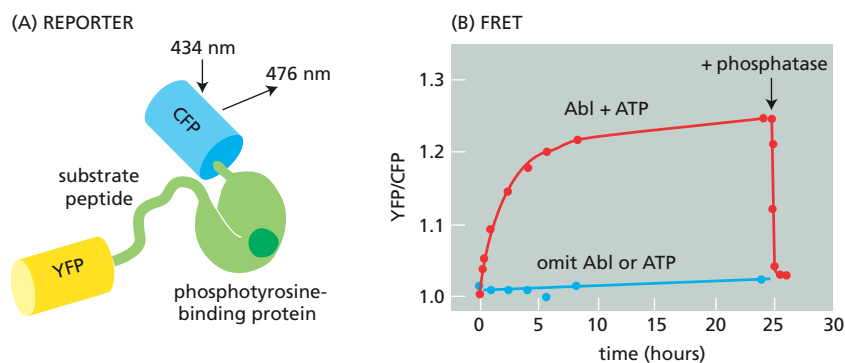 (A) REPORTER
434 nm
476 nm
CFP
substrate
peptide
YFP
phosphotyrosine-
binding protein
(B) FRET
+ phosphatase
1.3
Abl + ATP
1.2
YFP/CFP
1.1
omit Abl or ATP
1.0
0 5 10 15 20 25 30
time (hours)